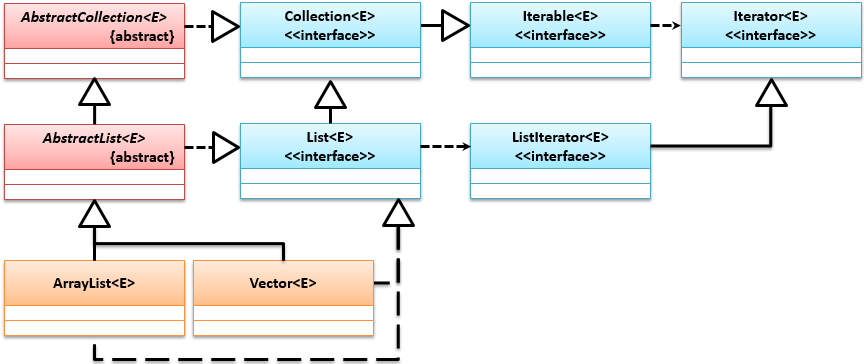 AbstractCollection<E>
{abstract}
Collection<E>
<<interface>>
Iterable<E>
<<interface>>
Iterator<E>
<<interface>>
AbstractList<E>
{abstract}
List<E>
<<interface>>
ListIterator<E>
<<interface>>
ArrayList<E>
Vector<E>